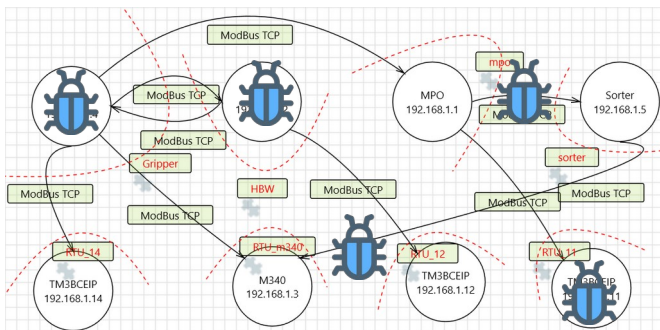 ModBus TCP
mpo
ModBus TCP
MPO
192.168.1.1
Sorter
192.168.1.5
ModBus TCP
Gripper
sorter
ModBus TCP
HBW
ModBus TCP
ModBus TCP
ModBus TCP
ModBus TCP
RTU_14
RTU_m340
RTU_12
RTU_11
TM3BCEIP
192.168.1.14
M340
192.168.1.3
TM3BCEIP
192.168.1.12
TM3BCEIP